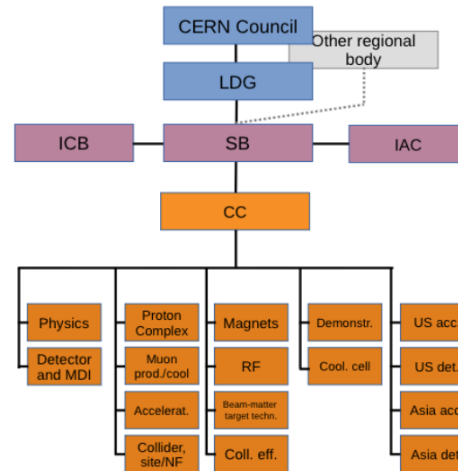 CERN Council
Other regional
body
LDG
ICB
SB
IAC
CC
Physics
Detector
and MDI
Proton
Complex
Muon
prod./cool
Accelerat.
Collider,
site/NF
Magnets
RF
Beam-matter
target techn.
Coll. eff.
Demonstr.
Cool. cell
US acc.
US det.
Asia acc
Asia det